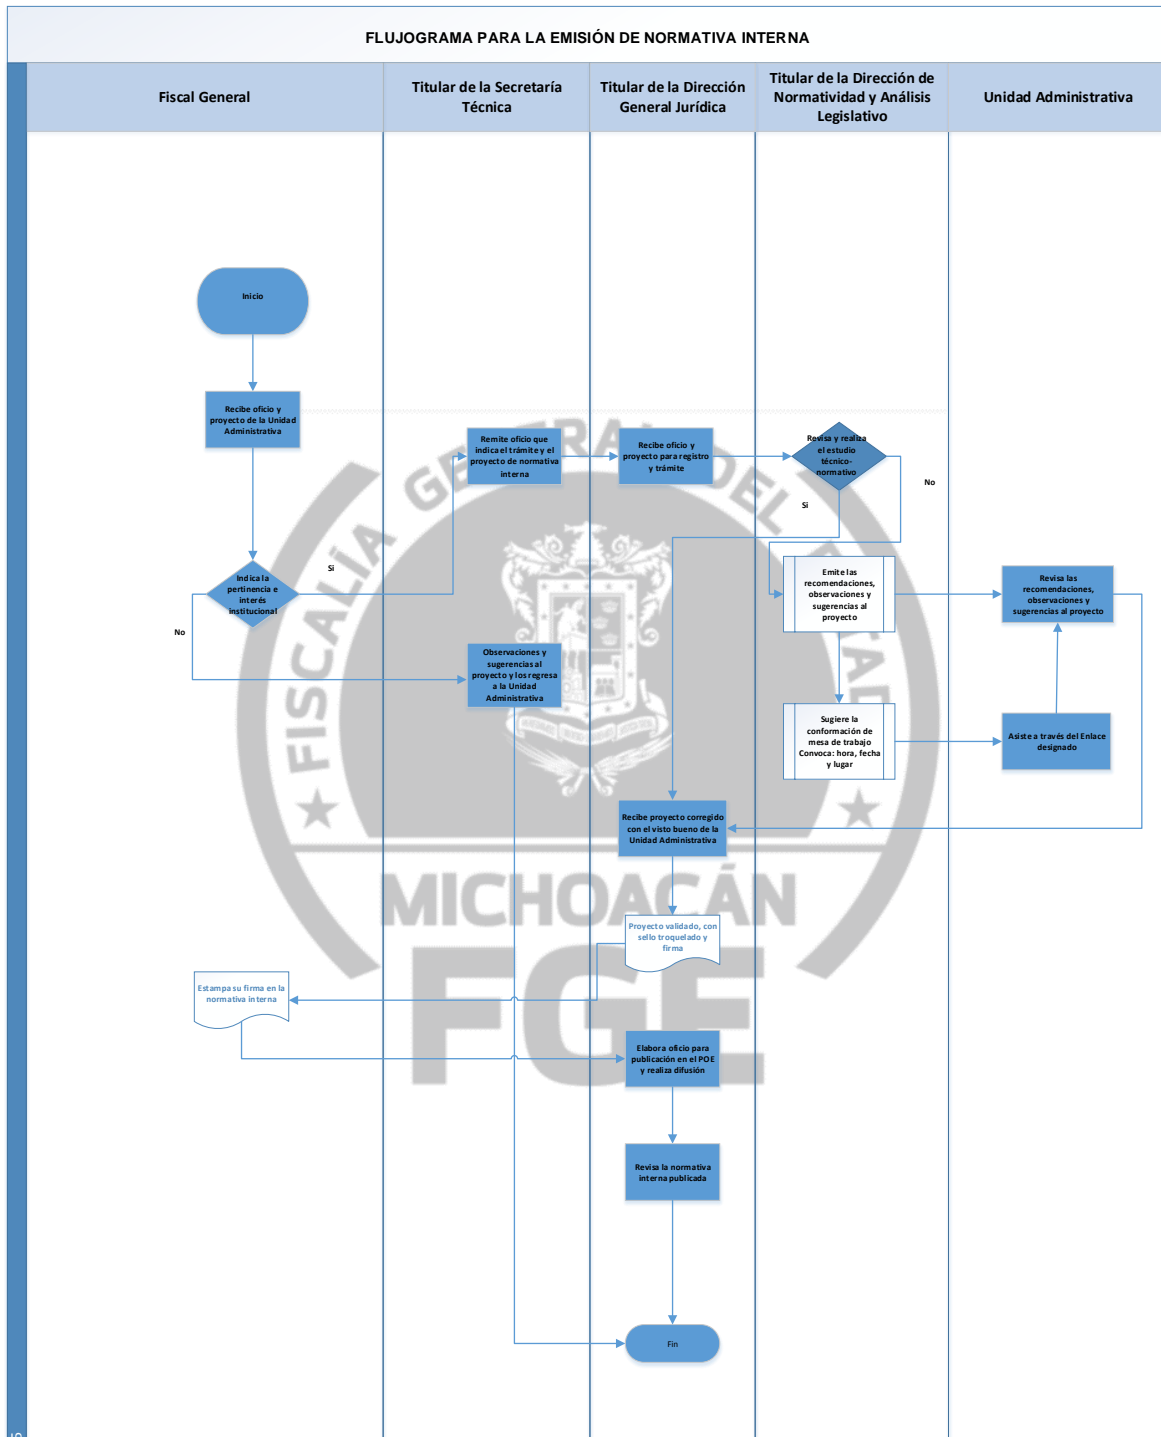 FLUJOGRAMA PARA LA EMISIÓN DE NORMATIVA INTERNA
Fiscal General
Titular de la Secretaría
Técnica
Titular de la Dirección
General Jurídica
Titular de la Dirección de
Normatividad y Análisis
Legislativo
Unidad Administrativa
Inicio
Recibe oficio y
proyecto de la Unidad
Administrativa
Remite oficio que
indica el trámite y el
proyecto de normativa
interna
Recibe oficio y
proyecto para registro
y trámite
Revisa y realiza
el estudio
técnico-
normativo
No
Si
Indica la
pertinencia e
interés
institucional
Si
No
Emite las
recomendaciones,
observaciones y
sugerencias al
proyecto
Revisa las
recomendaciones,
observaciones y
sugerencias al proyecto
Observaciones y
sugerencias al
proyecto y los regresa
a la Unidad
Administrativa
Sugiere la
conformación de
mesa de trabajo
Convoca: hora, fecha
y lugar
Asiste a través del Enlace
designado
Recibe proyecto corregido
con el visto bueno de la
Unidad Administrativa
Proyecto validado, con
sello troquelado y
firma
Estampa su firma en la
normativa interna
Elabora oficio para
publicación en el POE
y realiza difusión
Revisa la normativa
interna publicada
Fin
FISCALÍA GENERAL DEL ESTADO
MICHOACÁN
FGE